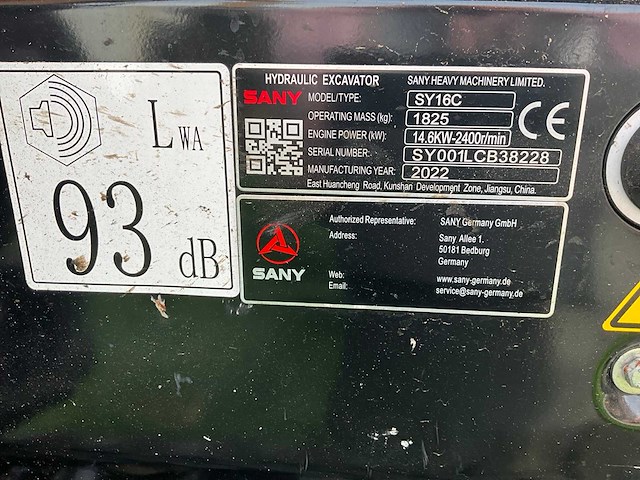 LWA
93 dB
HYDRAULIC EXCAVATOR SANY HEAVY MACHINERY LIMITED.
SANY MODEL/TYPE: SY16C
OPERATING MASS (kg): 1825
ENGINE POWER (kW): 14.6KW-2400r/min
SERIAL NUMBER: SY001LCB38228
MANUFACTURING YEAR: 2022
CE
East Huancheng Road, Kunshan Development Zone, Jiangsu, China.
Authorized Representative: SANY Germany GmbH
Address: Sany Allee 1.
50181 Bedburg
Germany
SANY
Web: www.sany-germany.com
Email: service@sany-germany.de